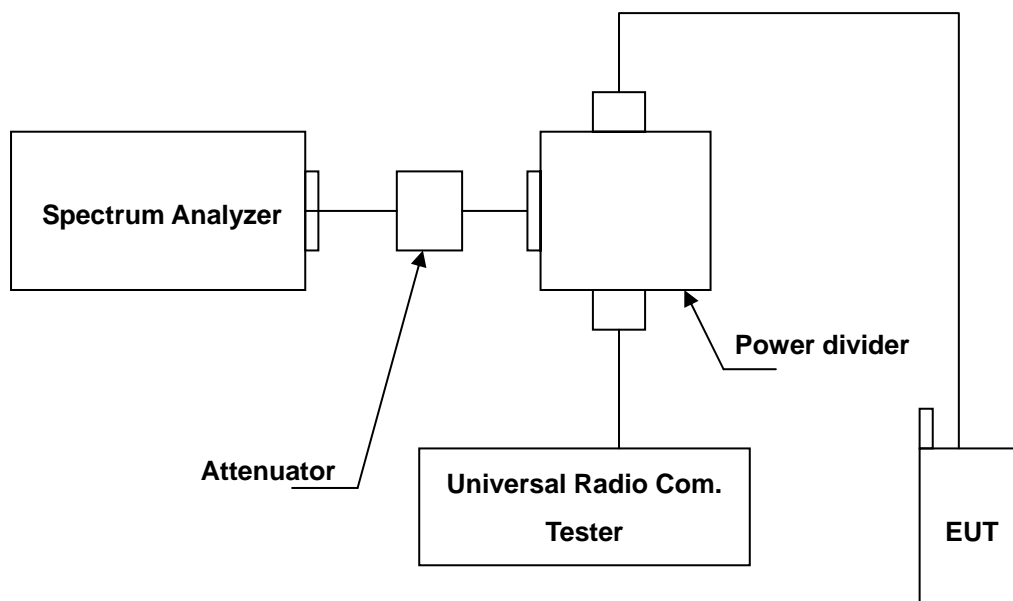 Spectrum Analyzer
Power divider
Attenuator
Universal Radio Com.
Tester
EUT